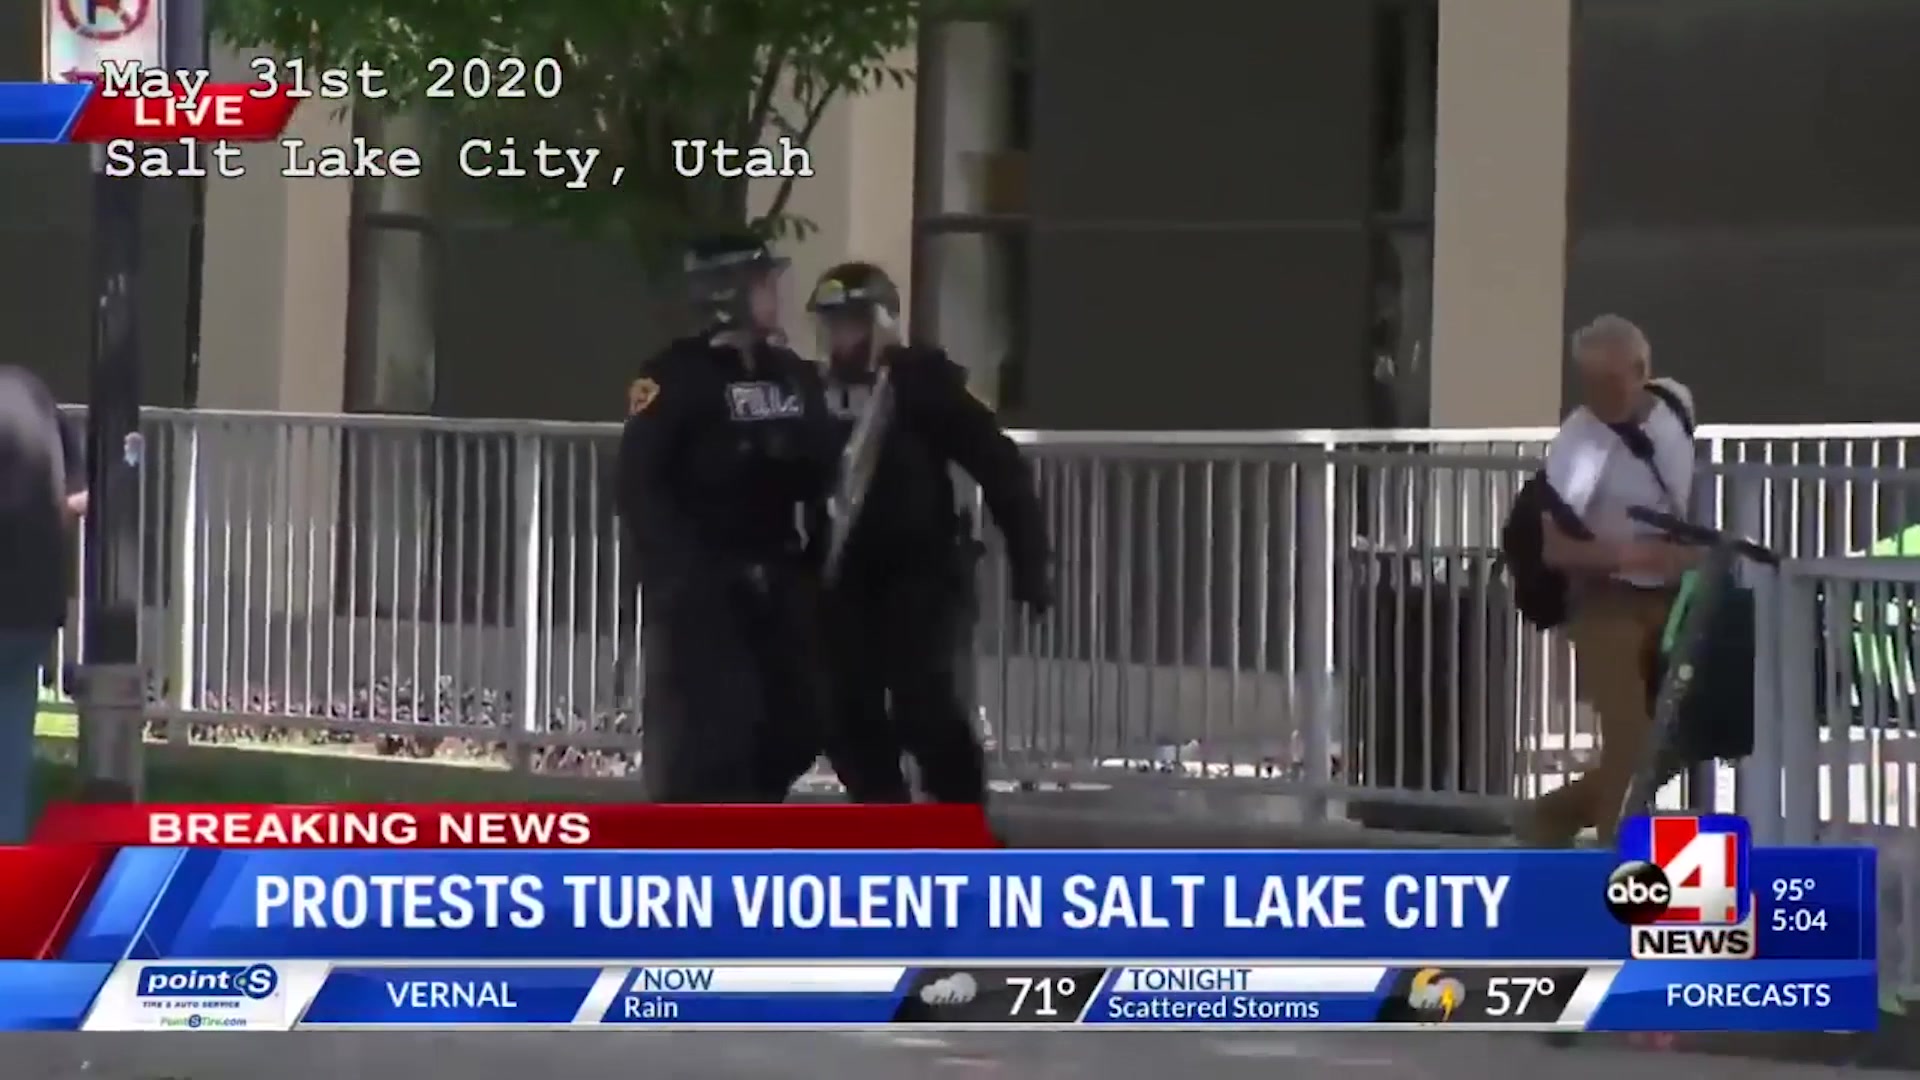 May 31st 2020
LIVE
Salt Lake City, Utah
POLICE
BREAKING NEWS
PROTESTS TURN VIOLENT IN SALT LAKE CITY
abc 4
NEWS
95°
5:04
point S
TIRE & AUTO SERVICE
PointSTire.com
VERNAL
NOW
Rain
71°
TONIGHT
Scattered Storms
57°
FORECASTS